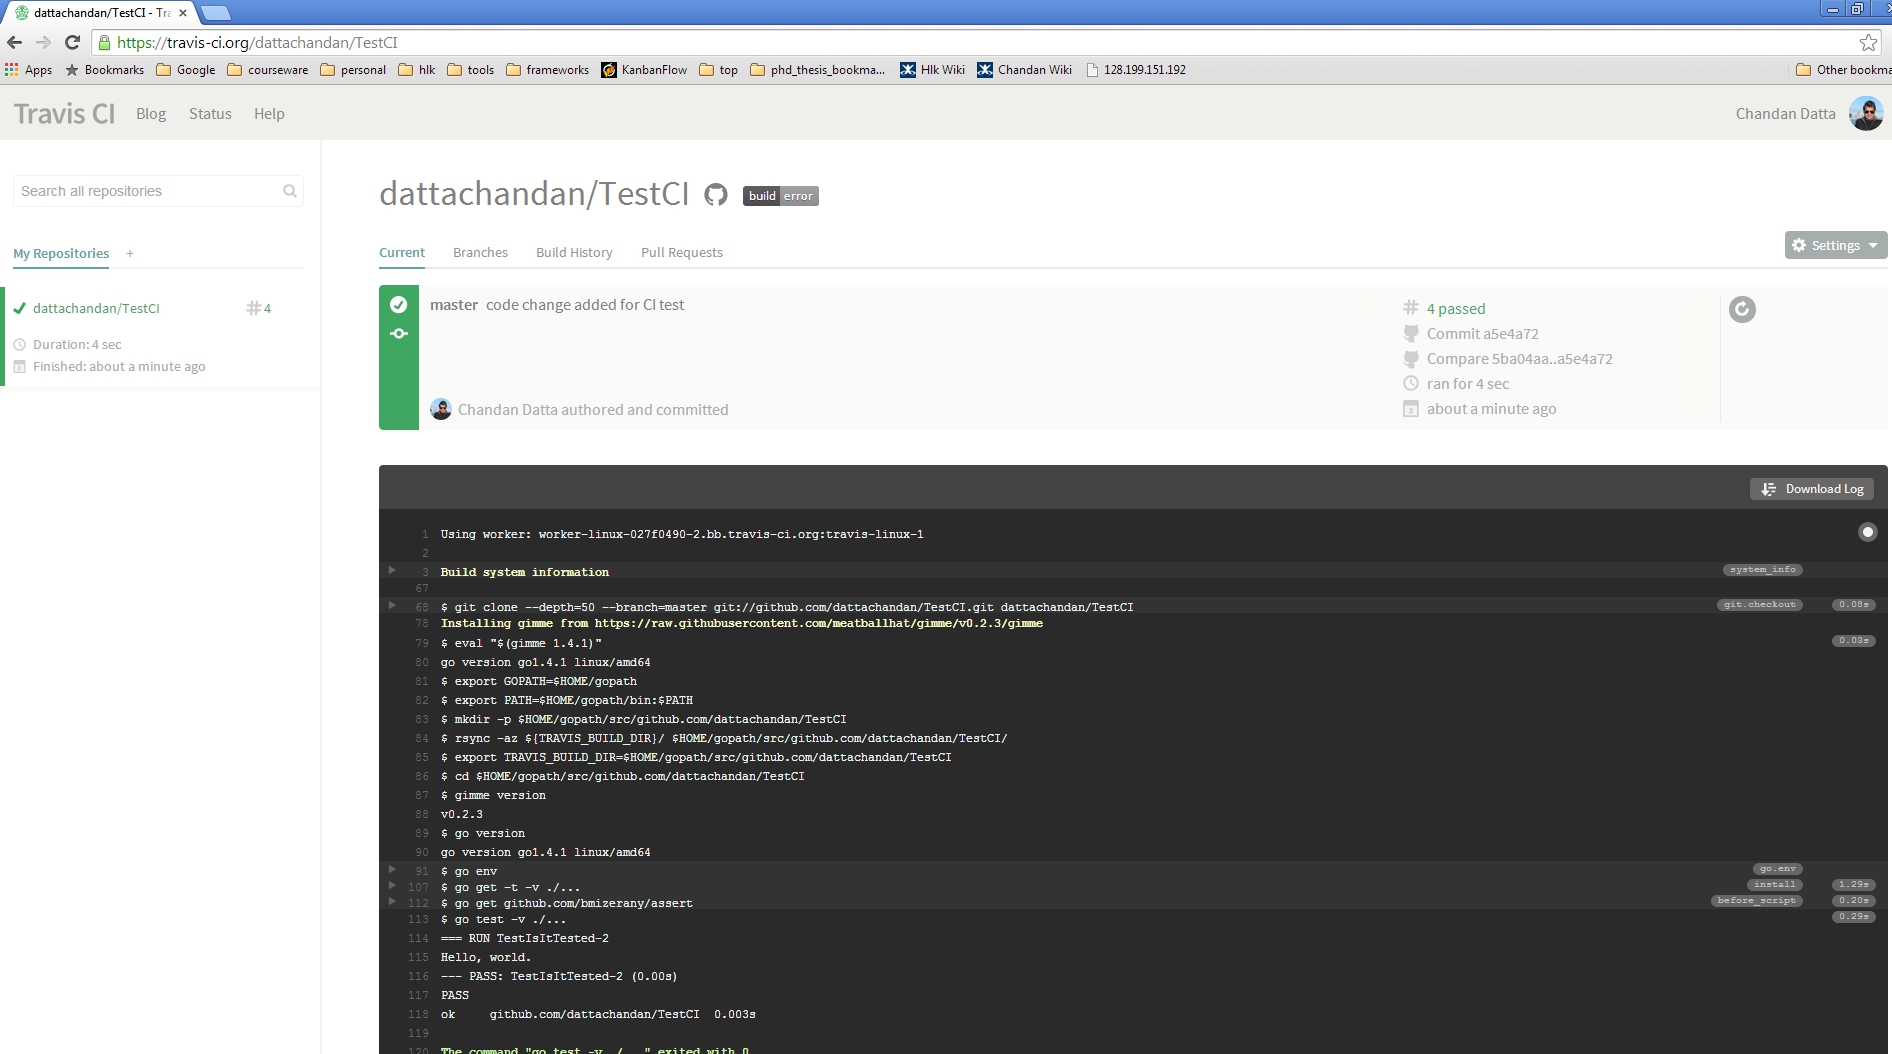 dattachandan/TestCI - Tra
https://travis-ci.org/dattachandan/TestCI
Apps Bookmarks Google courseware personal hlk tools frameworks KanbanFlow top phd_thesis_bookma... Hlk Wiki Chandan Wiki 128.199.151.192 Other bookma
Travis CI Blog Status Help Chandan Datta
Search all repositories
My Repositories +
dattachandan/TestCI # 4
Duration: 4 sec
Finished: about a minute ago
dattachandan/TestCI build error
Current Branches Build History Pull Requests Settings
master code change added for CI test
Chandan Datta authored and committed
# 4 passed
Commit a5e4a72
Compare 5ba04aa..a5e4a72
ran for 4 sec
about a minute ago
Download Log
1 Using worker: worker-linux-027f0490-2.bb.travis-ci.org:travis-linux-1
2
3 Build system information system_info
67
68 $ git clone --depth=50 --branch=master git://github.com/dattachandan/TestCI.git dattachandan/TestCI git.checkout 0.08s
78 Installing gimme from https://raw.githubusercontent.com/meatballhat/gimme/v0.2.3/gimme
79 $ eval "$(gimme 1.4.1)" 0.03s
80 go version go1.4.1 linux/amd64
81 $ export GOPATH=$HOME/gopath
82 $ export PATH=$HOME/gopath/bin:$PATH
83 $ mkdir -p $HOME/gopath/src/github.com/dattachandan/TestCI
84 $ rsync -az ${TRAVIS_BUILD_DIR}/ $HOME/gopath/src/github.com/dattachandan/TestCI/
85 $ export TRAVIS_BUILD_DIR=$HOME/gopath/src/github.com/dattachandan/TestCI
86 $ cd $HOME/gopath/src/github.com/dattachandan/TestCI
87 $ gimme version
88 v0.2.3
89 $ go version
90 go version go1.4.1 linux/amd64
91 $ go env go.env
107 $ go get -t -v ./... install 1.29s
112 $ go get github.com/bmizerany/assert before_script 0.20s
113 $ go test -v ./... 0.29s
114 === RUN TestIsItTested-2
115 Hello, world.
116 --- PASS: TestIsItTested-2 (0.00s)
117 PASS
118 ok github.com/dattachandan/TestCI 0.003s
119
120 The command "go test -v ./..." exited with 0.